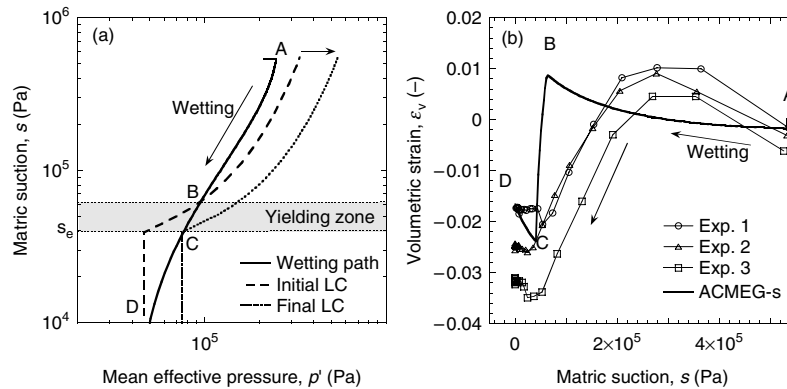 (a)
10⁶
10⁵
10⁴
sₑ
Matric suction, s (Pa)
A
Wetting
B
Yielding zone
C
D
Wetting path
Initial LC
Final LC
10⁵
Mean effective pressure, p' (Pa)
(b)
0.02
0.01
0
−0.01
−0.02
−0.03
−0.04
Volumetric strain, εᵥ (−)
B
A
Wetting
D
C
Exp. 1
Exp. 2
Exp. 3
ACMEG-s
0
2×10⁵
4×10⁵
Matric suction, s (Pa)